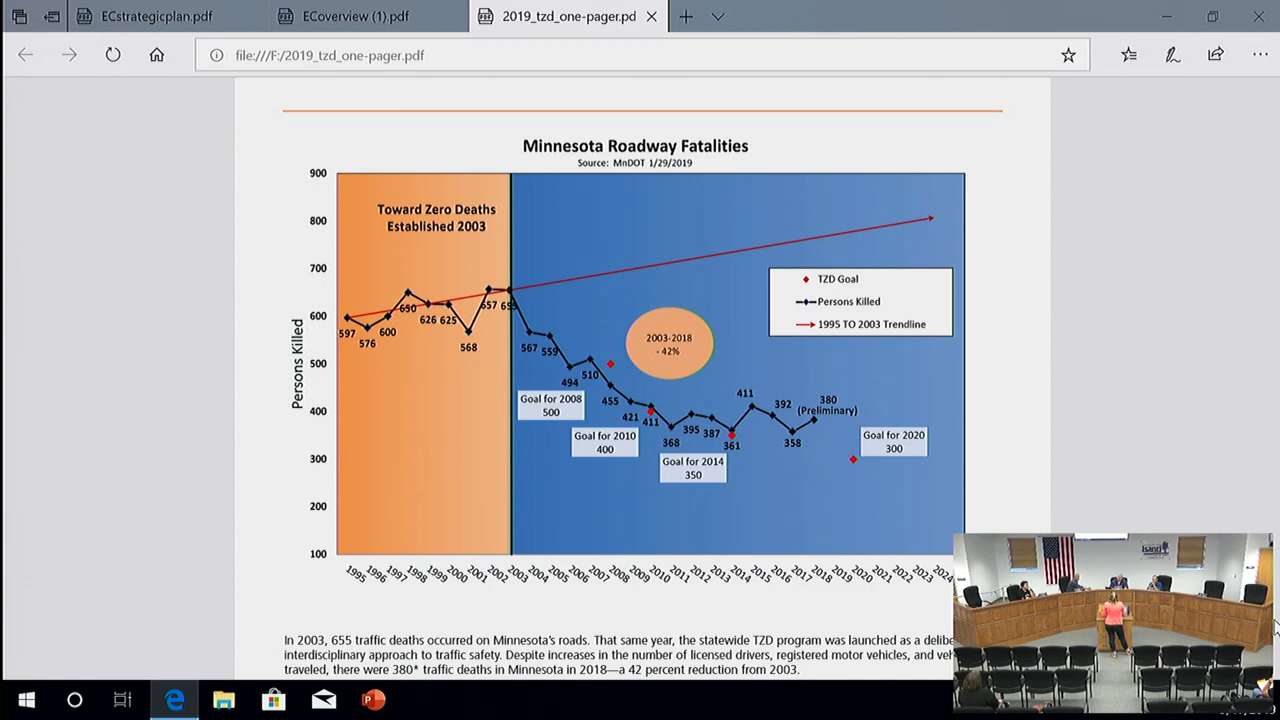 ECstrategicplan.pdf
ECoverview (1).pdf
2019_tzd_one-pager.pd
file:///F:/2019_tzd_one-pager.pdf
Minnesota Roadway Fatalities
Source: MnDOT 1/29/2019
Toward Zero Deaths
Established 2003
Persons Killed
900
800
700
600
500
400
300
200
100
597
576
600
650
626
625
568
657
655
567
559
494
510
455
421
411
368
395
387
361
411
392
358
380
(Preliminary)
2003-2018
- 42%
Goal for 2008
500
Goal for 2010
400
Goal for 2014
350
Goal for 2020
300
TZD Goal
Persons Killed
1995 TO 2003 Trendline
1995 1996 1997 1998 1999 2000 2001 2002 2003 2004 2005 2006 2007 2008 2009 2010 2011 2012 2013 2014 2015 2016 2017 2018 2019 2020 2021 2022 2023 2024
In 2003, 655 traffic deaths occurred on Minnesota's roads. That same year, the statewide TZD program was launched as a delibe
interdisciplinary approach to traffic safety. Despite increases in the number of licensed drivers, registered motor vehicles, and veh
traveled, there were 380* traffic deaths in Minnesota in 2018—a 42 percent reduction from 2003.
Isanti